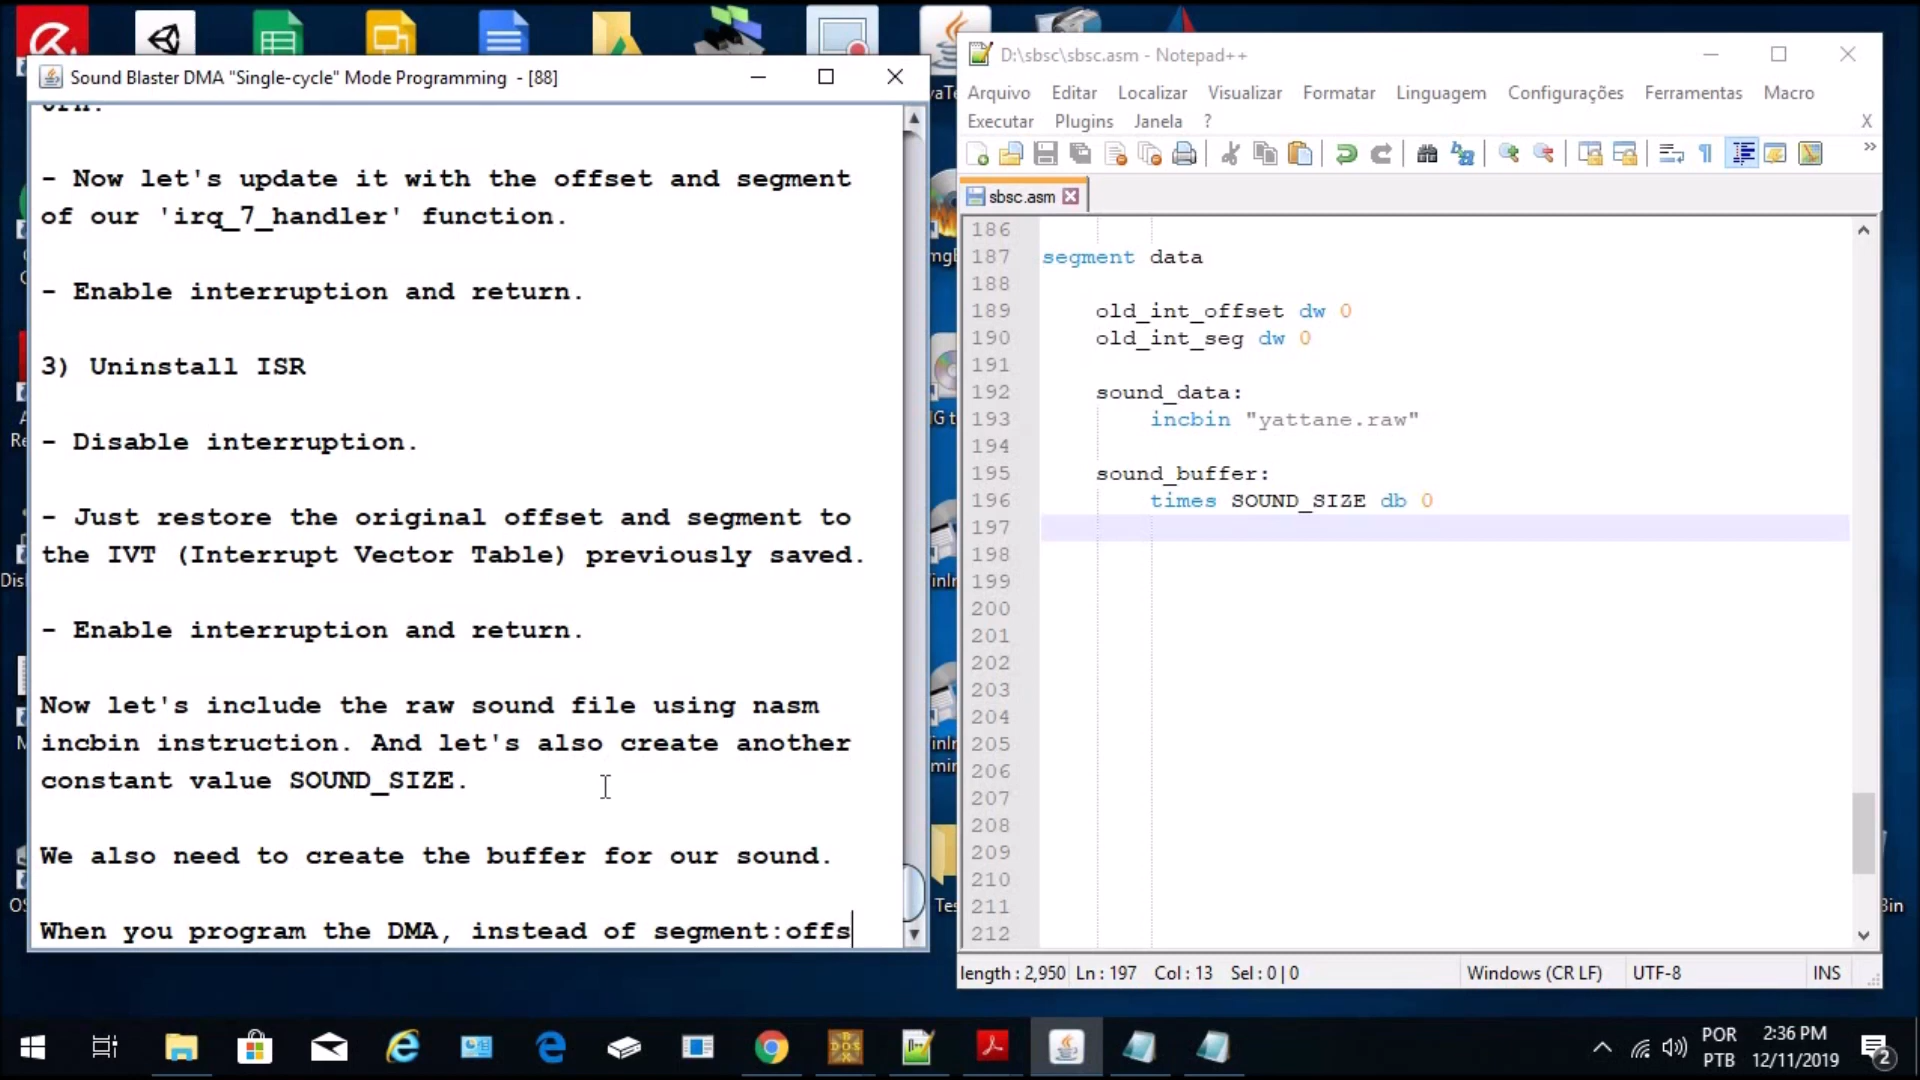 Sound Blaster DMA "Single-cycle" Mode Programming - [88]
- Now let's update it with the offset and segment
of our 'irq_7_handler' function.
- Enable interruption and return.
3) Uninstall ISR
- Disable interruption.
- Just restore the original offset and segment to
the IVT (Interrupt Vector Table) previously saved.
- Enable interruption and return.
Now let's include the raw sound file using nasm
incbin instruction. And let's also create another
constant value SOUND_SIZE.
We also need to create the buffer for our sound.
When you program the DMA, instead of segment:offs
D:\sbsc\sbsc.asm - Notepad++
Arquivo Editar Localizar Visualizar Formatar Linguagem Configurações Ferramentas Macro
Executar Plugins Janela ? X
sbsc.asm
186
187 segment data
188
189 old_int_offset dw 0
190 old_int_seg dw 0
191
192 sound_data:
193 incbin "yattane.raw"
194
195 sound_buffer:
196 times SOUND_SIZE db 0
197
198
199
200
201
202
203
204
205
206
207
208
209
210
211
212
length : 2,950 Ln : 197 Col : 13 Sel : 0 | 0 Windows (CR LF) UTF-8 INS
POR
PTB
2:36 PM
12/11/2019
2